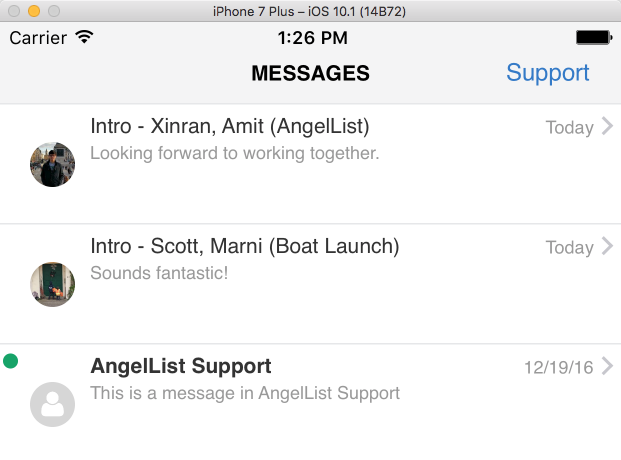 iPhone 7 Plus – iOS 10.1 (14B72)
Carrier 1:26 PM
MESSAGES Support
Intro - Xinran, Amit (AngelList) Today
Looking forward to working together.
Intro - Scott, Marni (Boat Launch) Today
Sounds fantastic!
AngelList Support 12/19/16
This is a message in AngelList Support